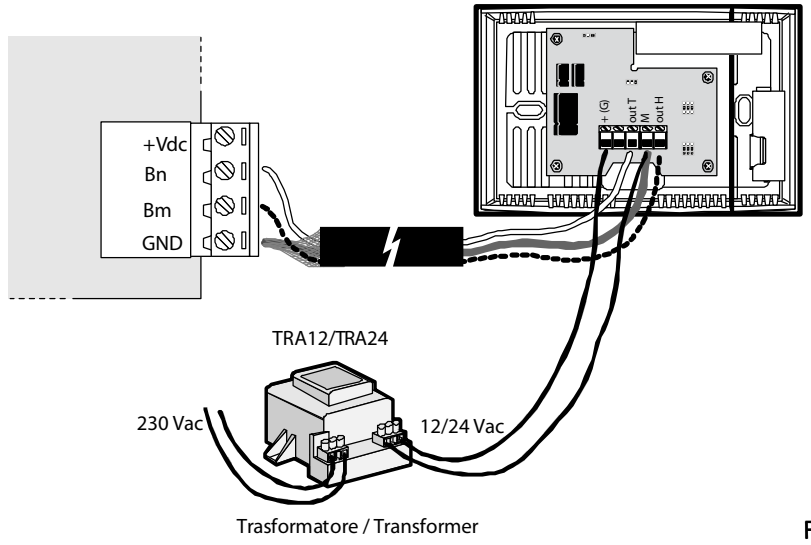 + (G)
out T
M
out H
+Vdc
Bn
Bm
GND
TRA12/TRA24
230 Vac
12/24 Vac
Trasformatore / Transformer